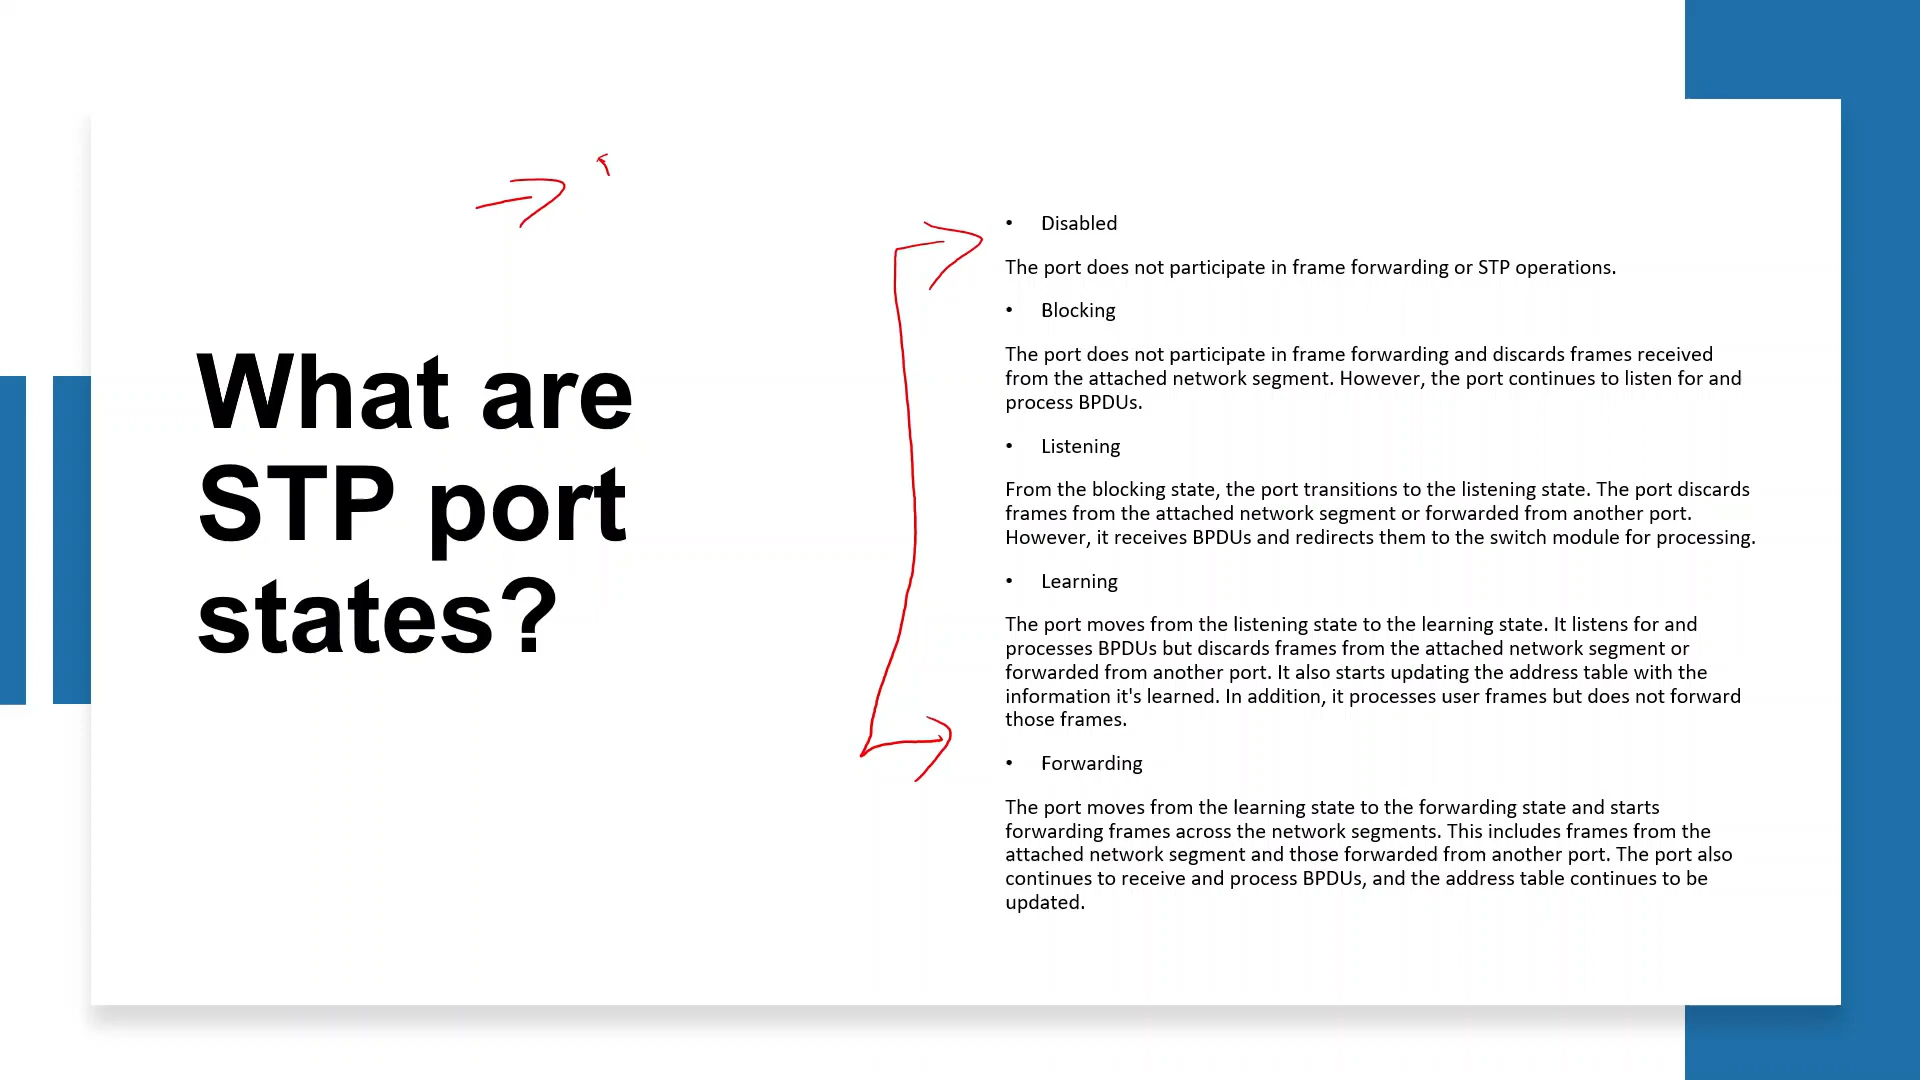 What are
STP port
states?
• Disabled
The port does not participate in frame forwarding or STP operations.
• Blocking
The port does not participate in frame forwarding and discards frames received
from the attached network segment. However, the port continues to listen for and
process BPDUs.
• Listening
From the blocking state, the port transitions to the listening state. The port discards
frames from the attached network segment or forwarded from another port.
However, it receives BPDUs and redirects them to the switch module for processing.
• Learning
The port moves from the listening state to the learning state. It listens for and
processes BPDUs but discards frames from the attached network segment or
forwarded from another port. It also starts updating the address table with the
information it's learned. In addition, it processes user frames but does not forward
those frames.
• Forwarding
The port moves from the learning state to the forwarding state and starts
forwarding frames across the network segments. This includes frames from the
attached network segment and those forwarded from another port. The port also
continues to receive and process BPDUs, and the address table continues to be
updated.